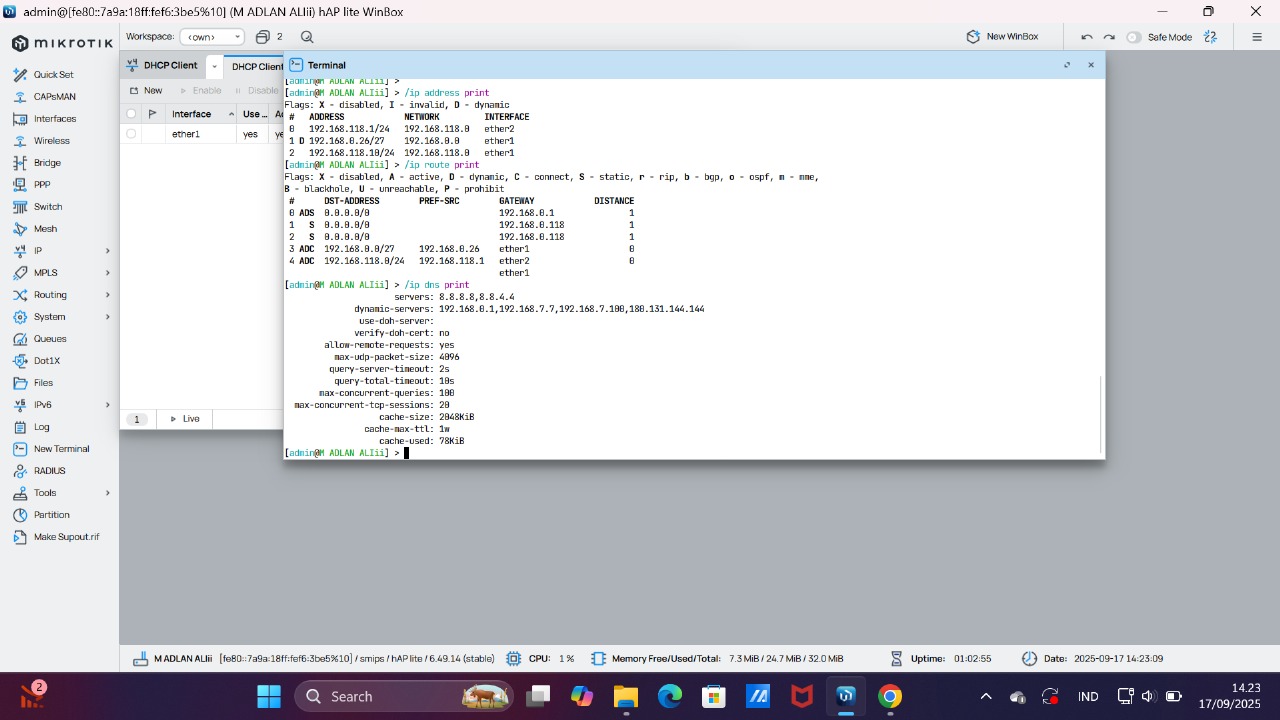 admin@[fe80::7a9a:18ff:fef6:3be5%10] (M ADLAN ALIii) hAP lite WinBox
mikrotik
Workspace: <own> 2 New WinBox Safe Mode
Quick Set
CAPsMAN
Interfaces
Wireless
Bridge
PPP
Switch
Mesh
IP
MPLS
Routing
System
Queues
Dot1X
Files
IPv6
Log
New Terminal
RADIUS
Tools
Partition
Make Supout.rif
DHCP Client DHCP Client
New Enable Disable
Interface Use ...
ether1 yes
1 Live
Terminal
[admin@M ADLAN ALIii] >
[admin@M ADLAN ALIii] > /ip address print
Flags: X - disabled, I - invalid, D - dynamic
# ADDRESS NETWORK INTERFACE
0 192.168.118.1/24 192.168.118.0 ether2
1 D 192.168.0.26/27 192.168.0.0 ether1
2 192.168.118.10/24 192.168.118.0 ether1
[admin@M ADLAN ALIii] > /ip route print
Flags: X - disabled, A - active, D - dynamic, C - connect, S - static, r - rip, b - bgp, o - ospf, m - mme,
B - blackhole, U - unreachable, P - prohibit
# DST-ADDRESS PREF-SRC GATEWAY DISTANCE
0 ADS 0.0.0.0/0 192.168.0.1 1
1 S 0.0.0.0/0 192.168.0.118 1
2 S 0.0.0.0/0 192.168.0.118 1
3 ADC 192.168.0.0/27 192.168.0.26 ether1 0
4 ADC 192.168.118.0/24 192.168.118.1 ether2 0
ether1
[admin@M ADLAN ALIii] > /ip dns print
servers: 8.8.8.8,8.8.4.4
dynamic-servers: 192.168.0.1,192.168.7.7,192.168.7.100,180.131.144.144
use-doh-server:
verify-doh-cert: no
allow-remote-requests: yes
max-udp-packet-size: 4096
query-server-timeout: 2s
query-total-timeout: 10s
max-concurrent-queries: 100
max-concurrent-tcp-sessions: 20
cache-size: 2048KiB
cache-max-ttl: 1w
cache-used: 78KiB
[admin@M ADLAN ALIii] >
M ADLAN ALIii [fe80::7a9a:18ff:fef6:3be5%10] / smips / hAP lite / 6.49.14 (stable) CPU: 1 % Memory Free/Used/Total: 7.3 MiB / 24.7 MiB / 32.0 MiB Uptime: 01:02:55 Date: 2025-09-17 14:23:09
2 Search IND 14.23
17/09/2025